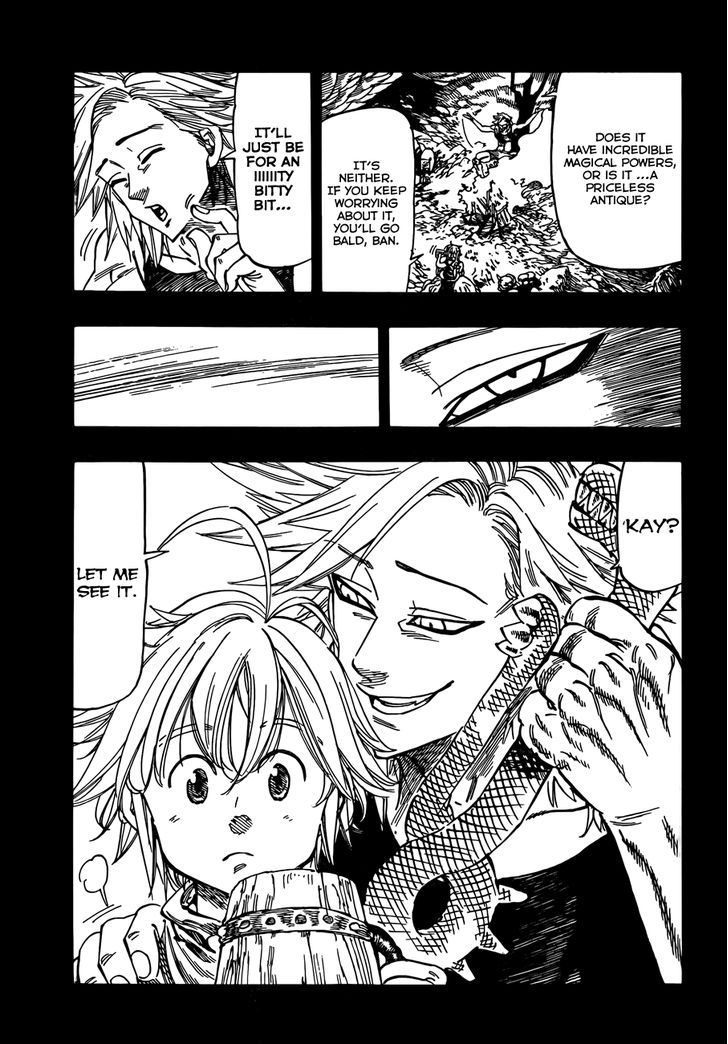 DOES IT
HAVE INCREDIBLE
MAGICAL POWERS,
OR IS IT ...A
PRICELESS
ANTIQUE?
IT'S
NEITHER.
IF YOU KEEP
WORRYING
ABOUT IT,
YOU'LL GO
BALD, BAN.
IT'LL
JUST BE
FOR AN
IIIIIITY
BITTY
BIT...
'KAY?
LET ME
SEE IT.